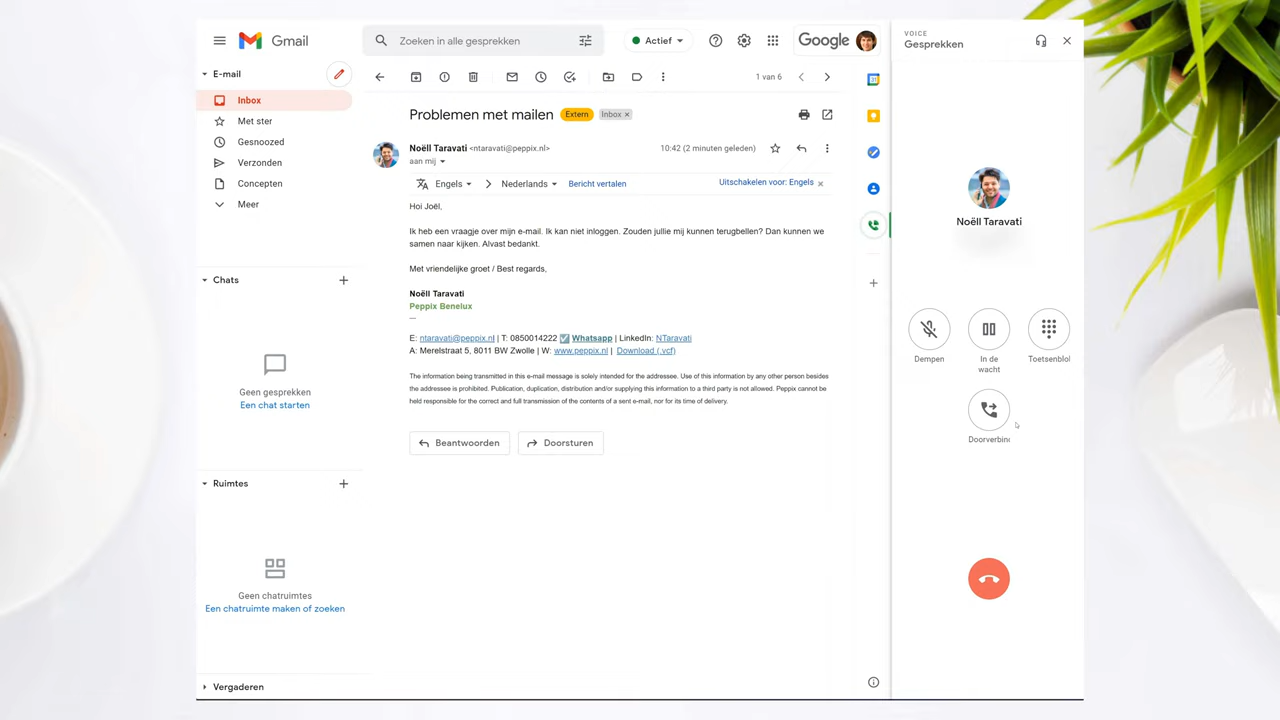 Gmail
Zoeken in alle gesprekken
Actief
Google
E-mail
Inbox
Met ster
Gesnoozed
Verzonden
Concepten
Meer
Chats
Geen gesprekken
Een chat starten
Ruimtes
Geen chatruimtes
Een chatruimte maken of zoeken
Vergaderen
1 van 6
Problemen met mailen Extern Inbox ×
Noëll Taravati <ntaravati@peppix.nl> 10:42 (2 minuten geleden)
aan mij
Engels Nederlands Bericht vertalen Uitschakelen voor: Engels ×
Hoi Joël,
Ik heb een vraagje over mijn e-mail. Ik kan niet inloggen. Zouden jullie mij kunnen terugbellen? Dan kunnen we
samen naar kijken. Alvast bedankt.
Met vriendelijke groet / Best regards,
Noëll Taravati
Peppix Benelux
—
E: ntaravati@peppix.nl | T: 0850014222 ☑ Whatsapp | LinkedIn: NTaravati
A: Merelstraat 5, 8011 BW Zwolle | W: www.peppix.nl | Download (.vcf)
The information being transmitted in this e-mail message is solely intended for the addressee. Use of this information by any other person besides
the addressee is prohibited. Publication, duplication, distribution and/or supplying this information to a third party is not allowed. Peppix cannot be
held responsible for the correct and full transmission of the contents of a sent e-mail, nor for its time of delivery.
Beantwoorden
Doorsturen
VOICE
Gesprekken
Noëll Taravati
Dempen
In de
wacht
Toetsenblol
Doorverbind